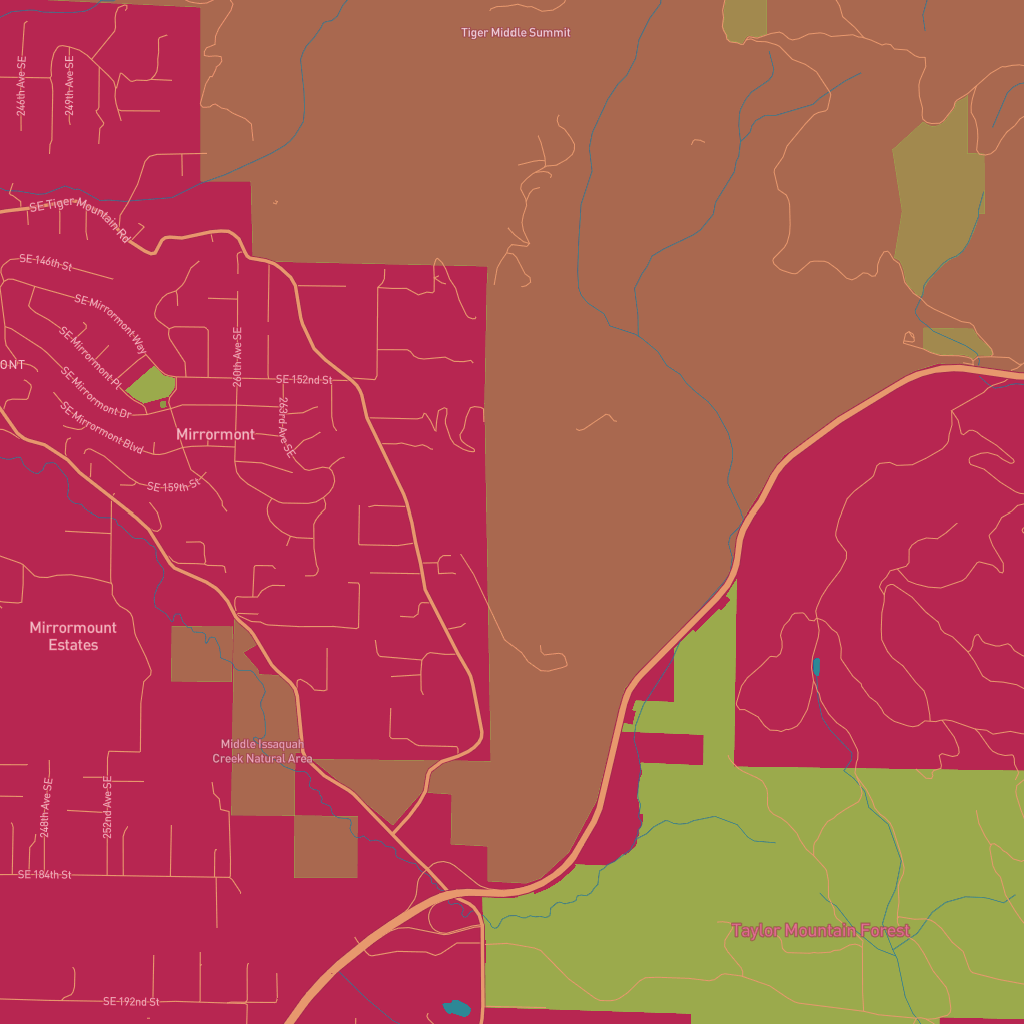 Tiger Middle Summit
246th Ave SE
249th Ave SE
SE Tiger Mountain Rd
SE 146th St
SE Mirrormont Way
SE Mirrormont Pl
260th Ave SE
ONT
SE 152nd St
SE Mirrormont Dr
SE Mirrormont Blvd
263rd Ave SE
Mirrormont
SE 159th St
Mirrormount
Estates
Middle Issaquah
Creek Natural Area
248th Ave SE
252nd Ave SE
SE 184th St
Taylor Mountain Forest
SE 192nd St